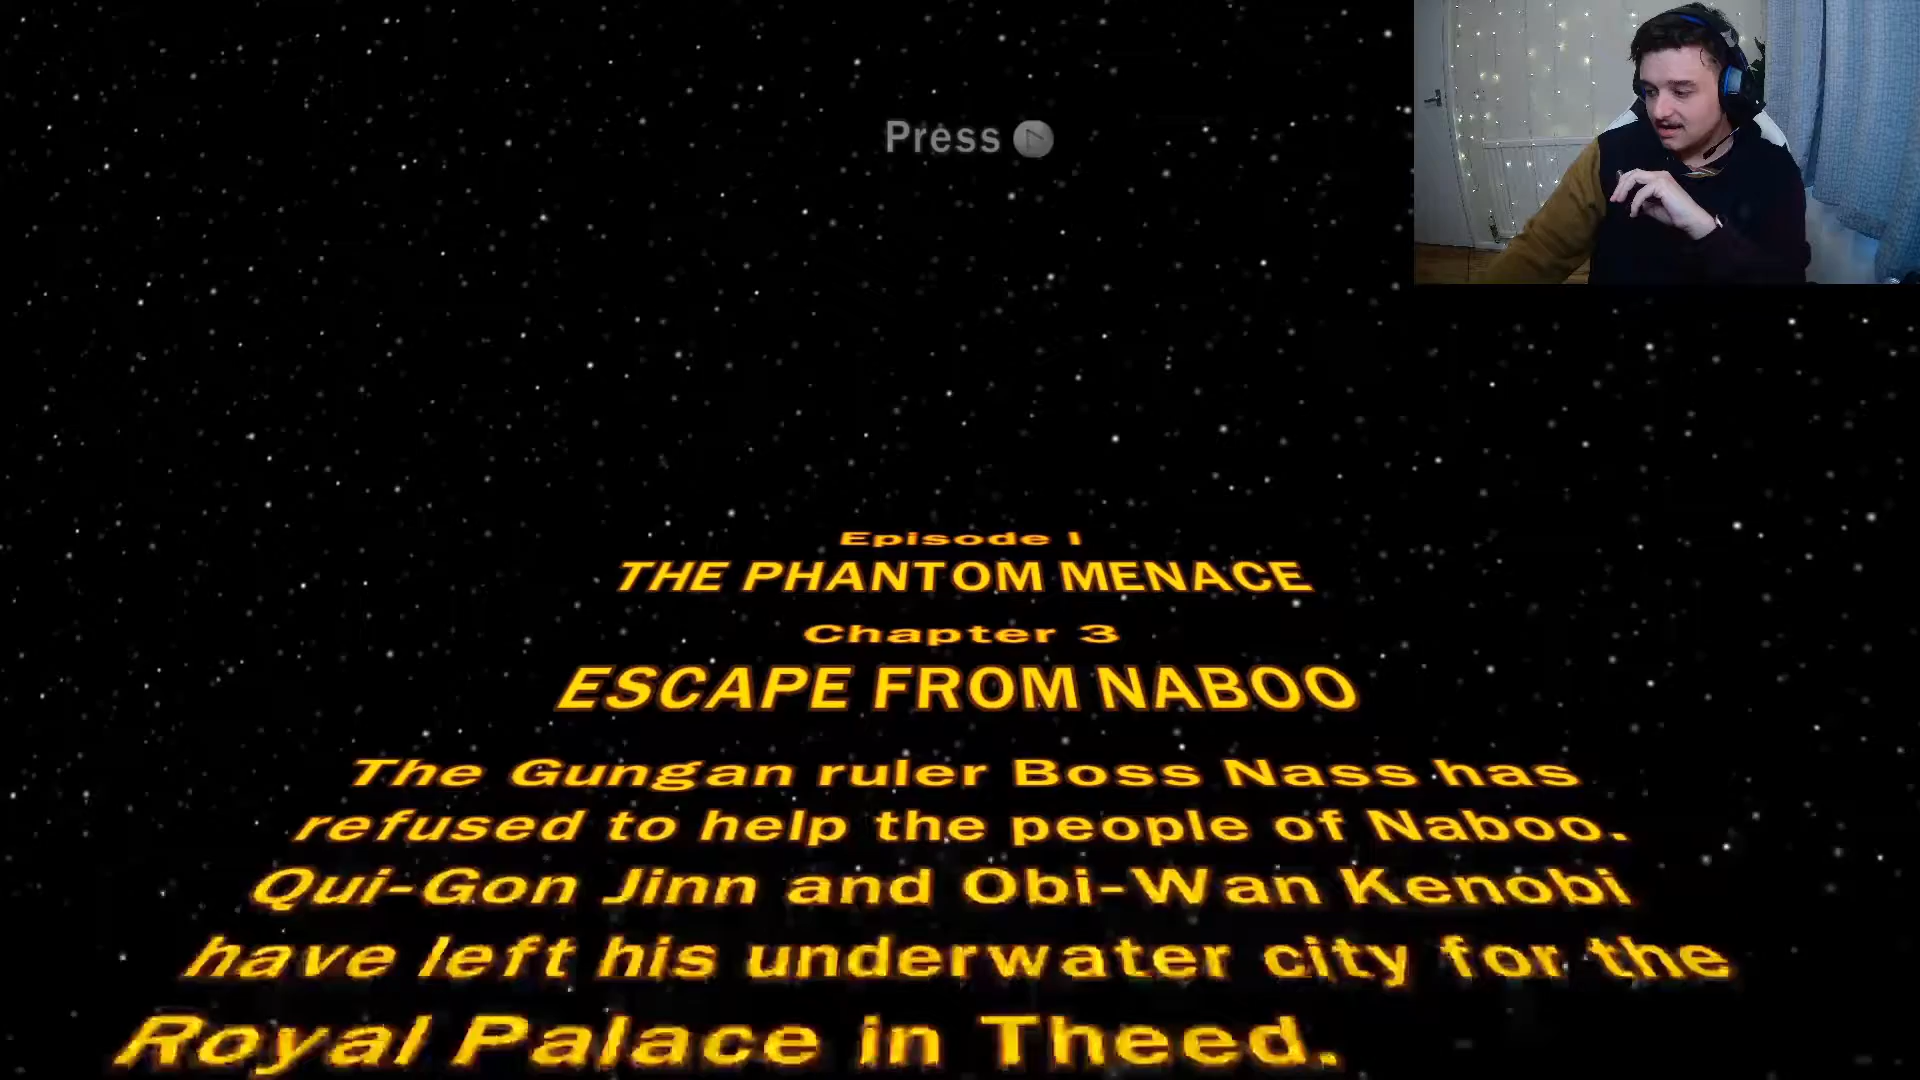 Press
Episode I
THE PHANTOM MENACE
Chapter 3
ESCAPE FROM NABOO
The Gungan ruler Boss Nass has
refused to help the people of Naboo.
Qui-Gon Jinn and Obi-Wan Kenobi
have left his underwater city for the
Royal Palace in Theed.